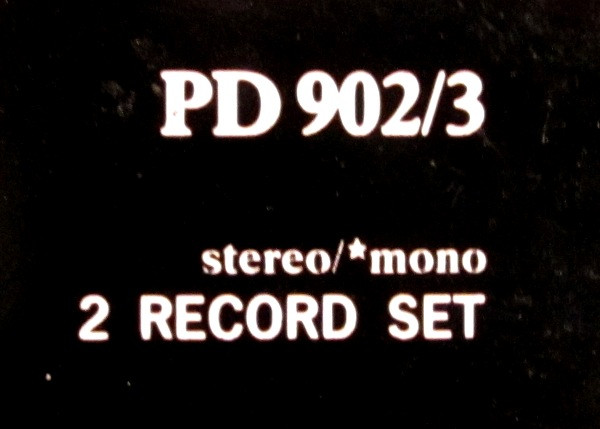 PD 902/3
stereo/*mono
2 RECORD SET